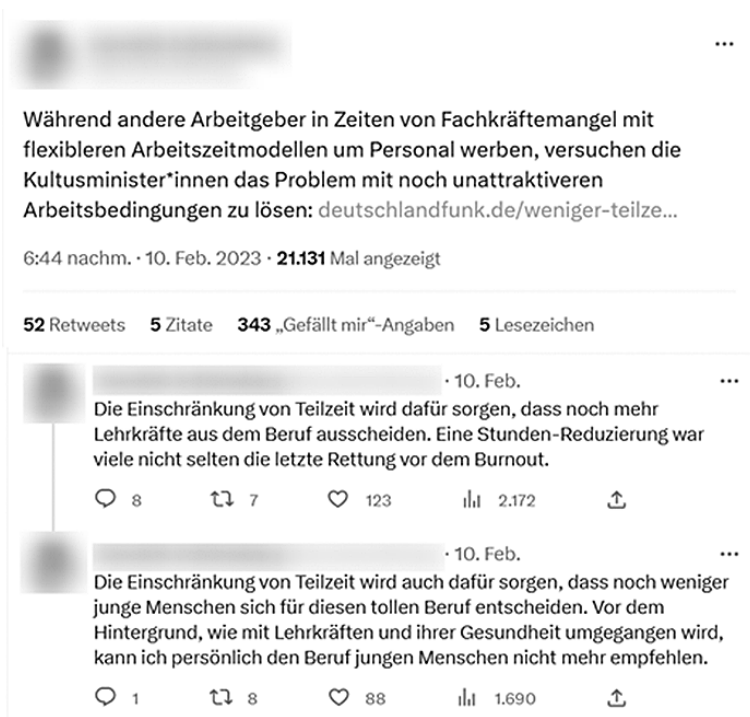 Während andere Arbeitgeber in Zeiten von Fachkräftemangel mit
flexibleren Arbeitszeitmodellen um Personal werben, versuchen die
Kultusminister*innen das Problem mit noch unattraktiveren
Arbeitsbedingungen zu lösen: deutschlandfunk.de/weniger-teilze...
6:44 nachm. · 10. Feb. 2023 · 21.131 Mal angezeigt
52 Retweets 5 Zitate 343 „Gefällt mir“-Angaben 5 Lesezeichen
· 10. Feb.
Die Einschränkung von Teilzeit wird dafür sorgen, dass noch mehr
Lehrkräfte aus dem Beruf ausscheiden. Eine Stunden-Reduzierung war
viele nicht selten die letzte Rettung vor dem Burnout.
8 7 123 2.172
· 10. Feb.
Die Einschränkung von Teilzeit wird auch dafür sorgen, dass noch weniger
junge Menschen sich für diesen tollen Beruf entscheiden. Vor dem
Hintergrund, wie mit Lehrkräften und ihrer Gesundheit umgegangen wird,
kann ich persönlich den Beruf jungen Menschen nicht mehr empfehlen.
1 8 88 1.690